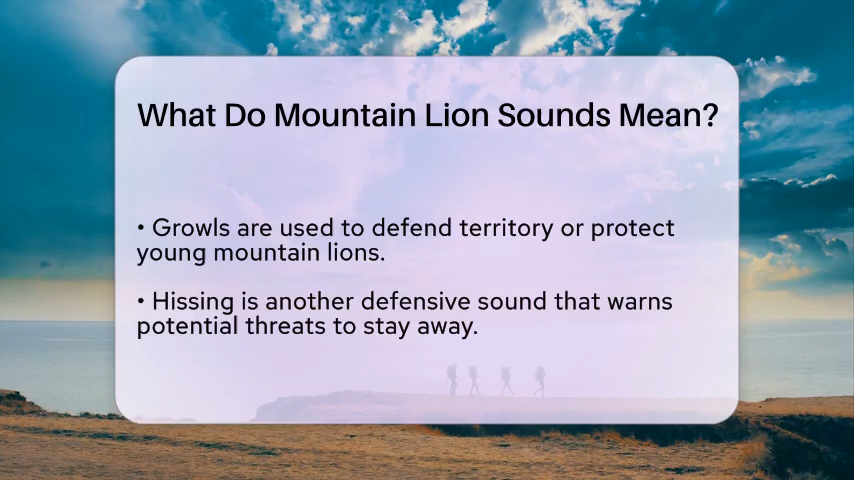 What Do Mountain Lion Sounds Mean?
• Growls are used to defend territory or protect
young mountain lions.
• Hissing is another defensive sound that warns
potential threats to stay away.